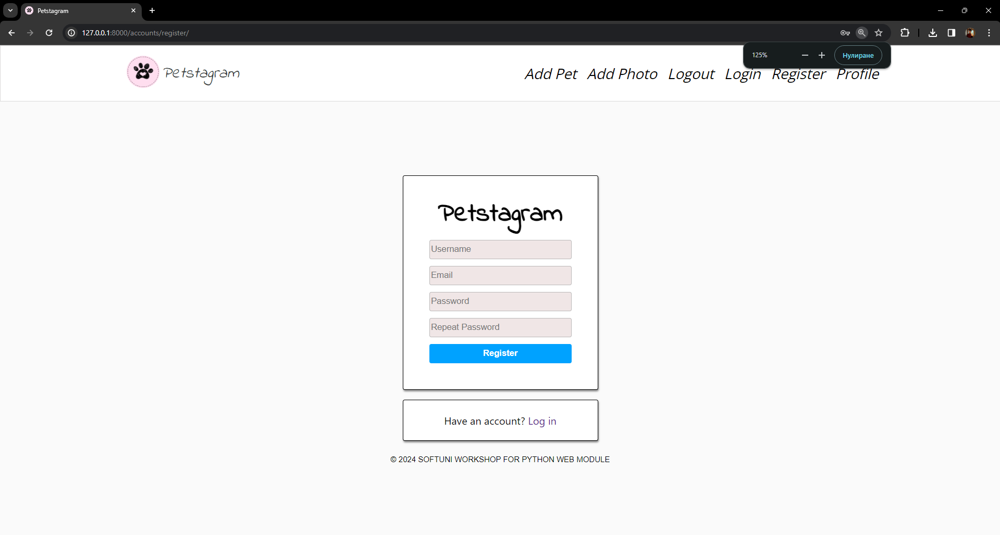 Petstagram
127.0.0.1:8000/accounts/register/
125%
Нулиране
Petstagram
Add Pet Add Photo Logout Login Register Profile
Petstagram
Username
Email
Password
Repeat Password
Register
Have an account? Log in
© 2024 SOFTUNI WORKSHOP FOR PYTHON WEB MODULE